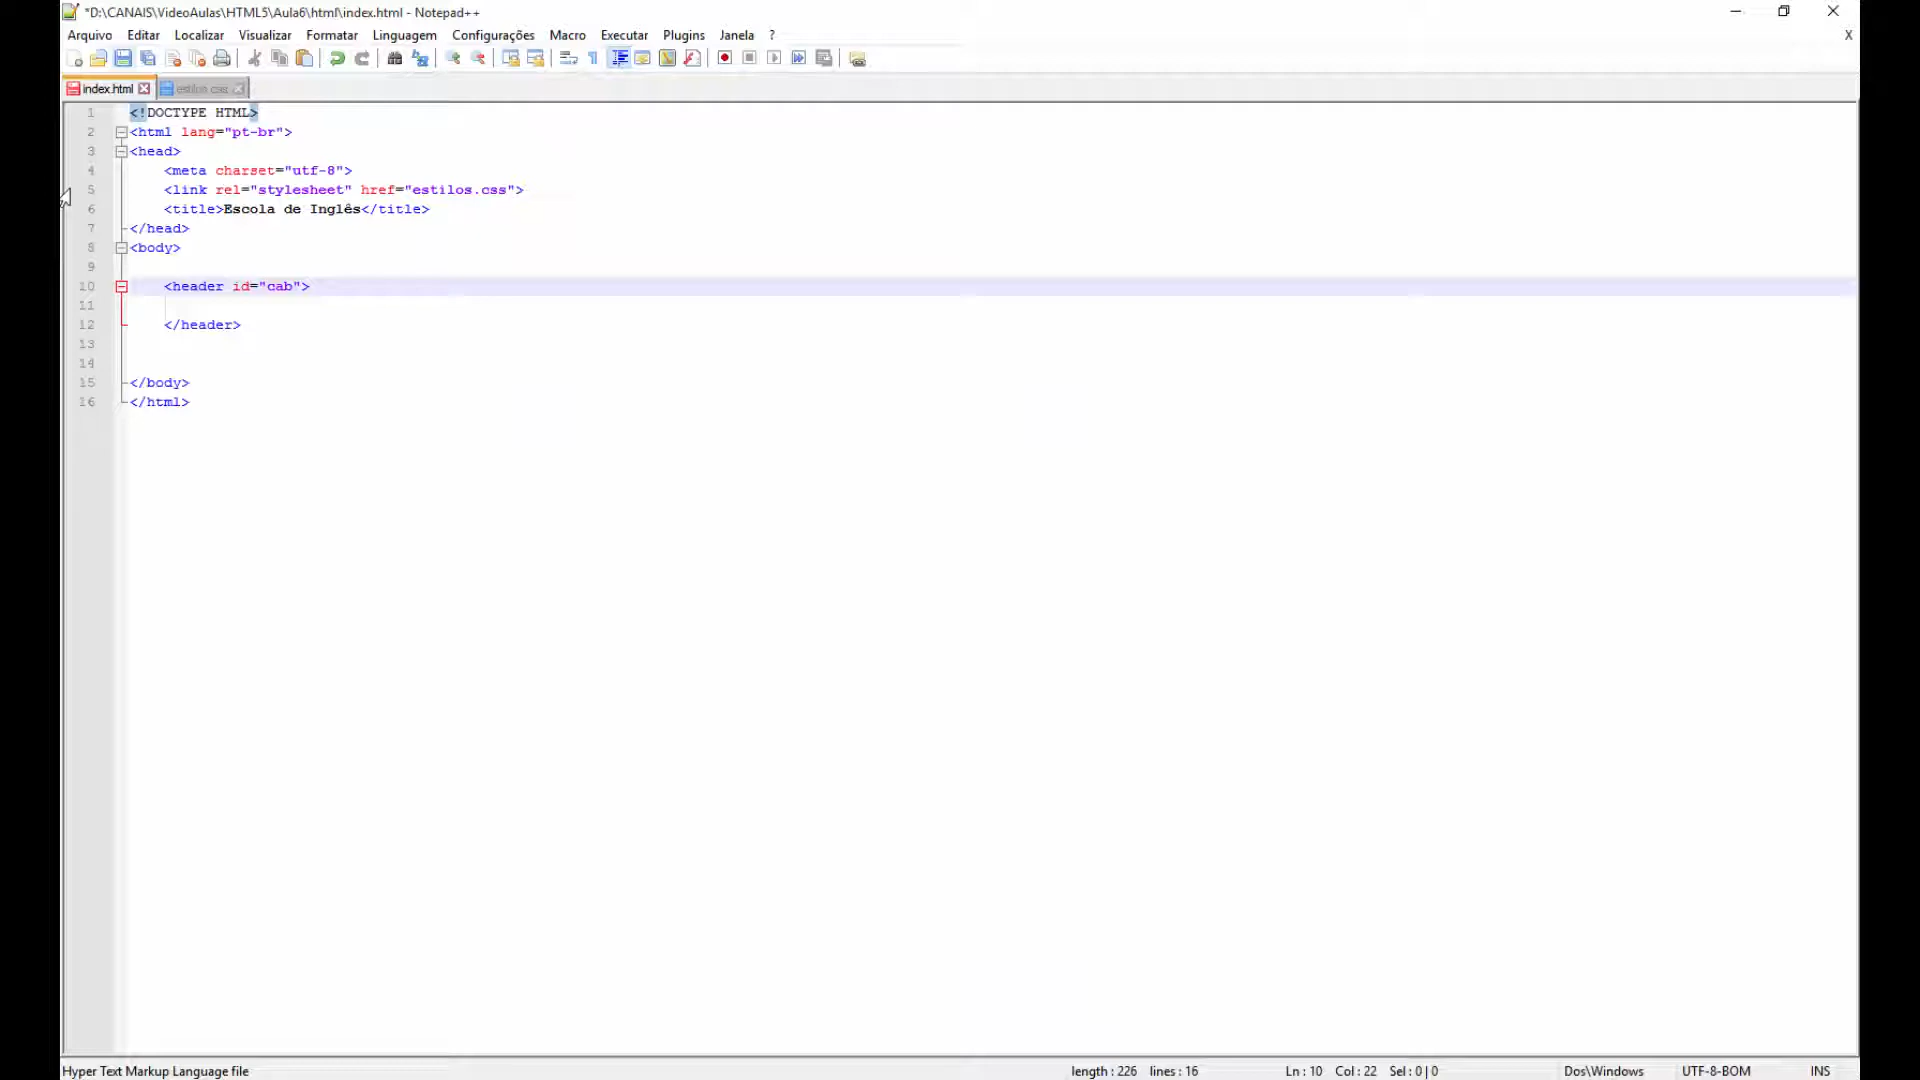 *D:\CANAIS\VideoAulas\HTML5\Aula6\html\index.html - Notepad++
Arquivo Editar Localizar Visualizar Formatar Linguagem Configurações Macro Executar Plugins Janela ? X
index.html estilos.css
1 <!DOCTYPE HTML>
2 <html lang="pt-br">
3 <head>
4 <meta charset="utf-8">
5 <link rel="stylesheet" href="estilos.css">
6 <title>Escola de Inglês</title>
7 </head>
8 <body>
9
10 <header id="cab">
11
12 </header>
13
14
15 </body>
16 </html>
Hyper Text Markup Language file length : 226 lines : 16 Ln : 10 Col : 22 Sel : 0 | 0 Dos\Windows UTF-8-BOM INS